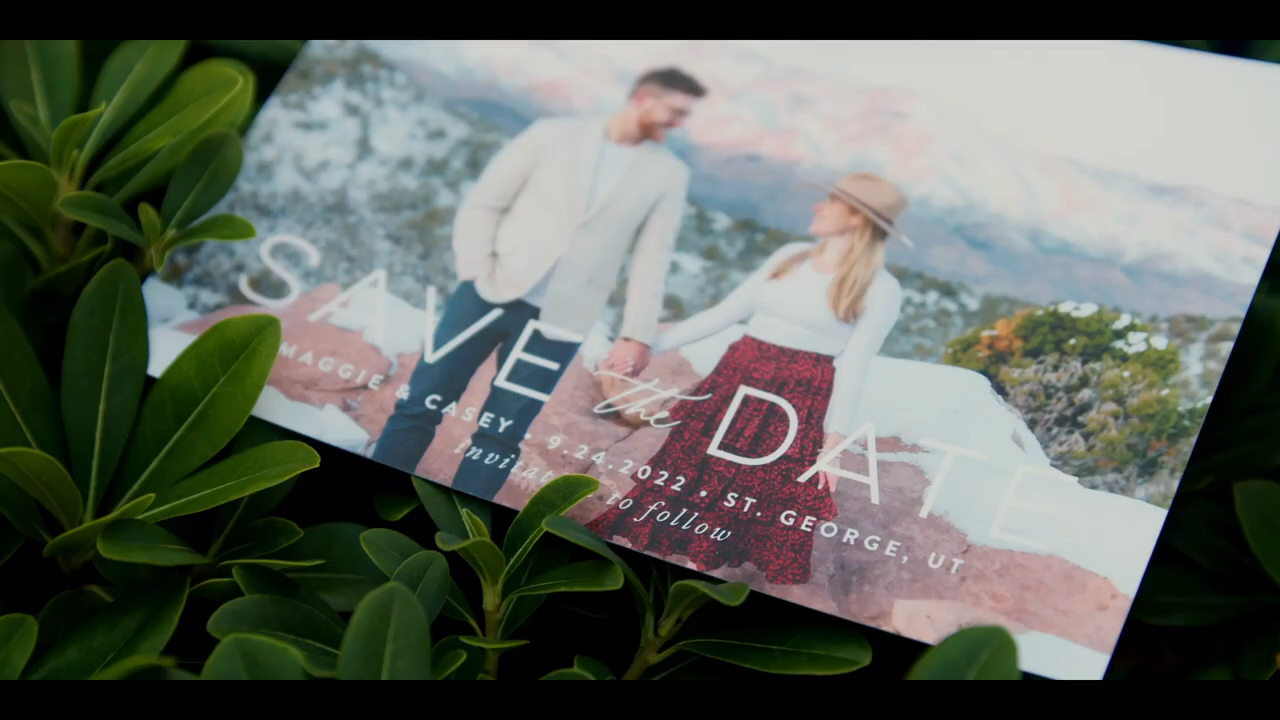 SAVE the DATE
MAGGIE & CASEY • 9.24.2022 • ST. GEORGE, UT
to follow